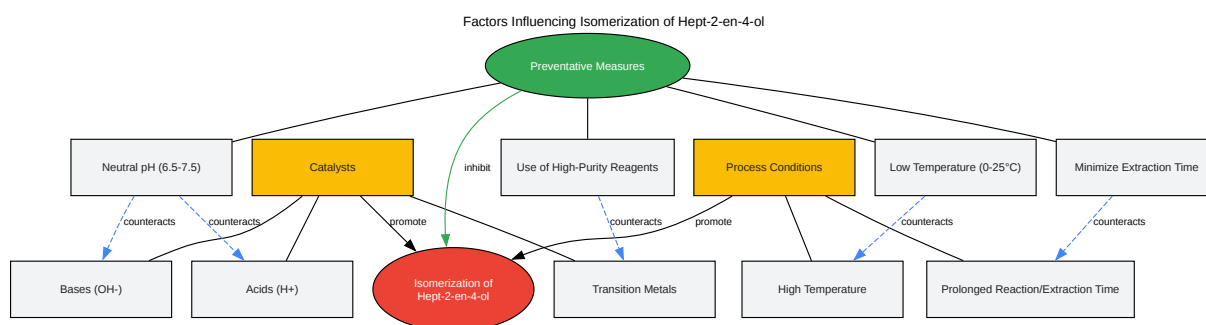 Factors Influencing Isomerization of Hept-2-en-4-ol
Preventative Measures
Neutral pH (6.5-7.5)
Catalysts
inhibit
Use of High-Purity Reagents
Process Conditions
Low Temperature (0-25°C)
Minimize Extraction Time
counteracts
counteracts
promote
counteracts
promote
counteracts
counteracts
Bases (OH-)
Acids (H+)
Isomerization of
Hept-2-en-4-ol
Transition Metals
High Temperature
Prolonged Reaction/Extraction Time